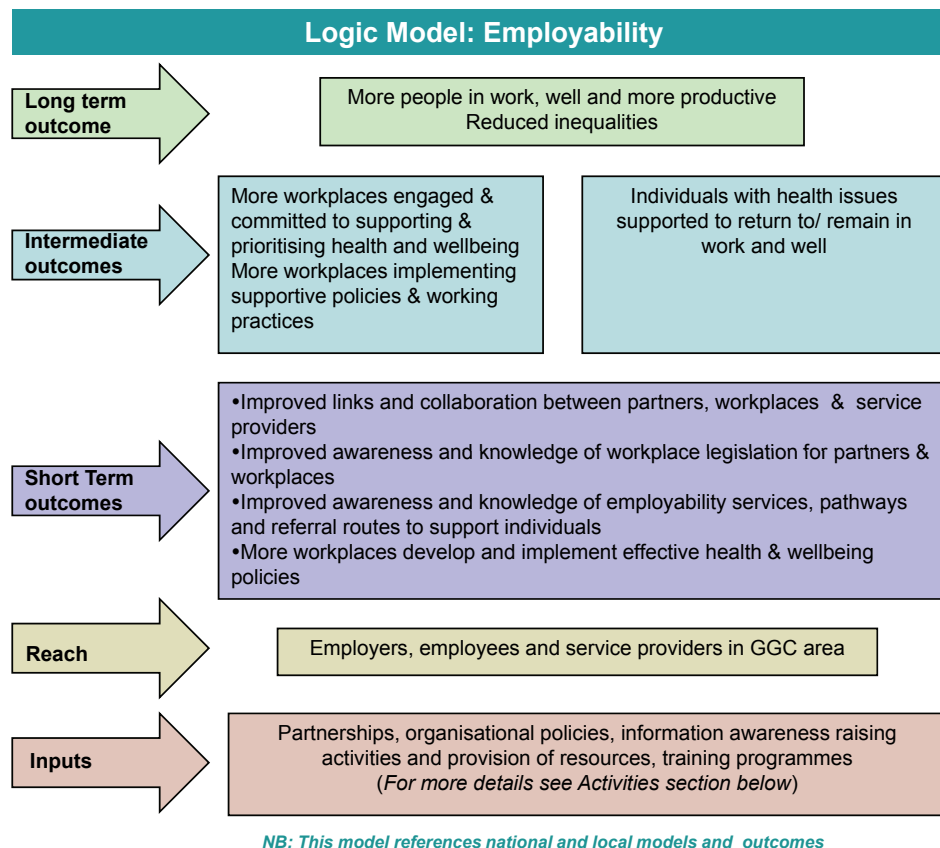 Logic Model: Employability
Long term
outcome
More people in work, well and more productive
Reduced inequalities
Intermediate
outcomes
More workplaces engaged &
committed to supporting &
prioritising health and wellbeing
More workplaces implementing
supportive policies & working
practices
Individuals with health issues
supported to return to/ remain in
work and well
Short Term
outcomes
•Improved links and collaboration between partners, workplaces & service
providers
•Improved awareness and knowledge of workplace legislation for partners &
workplaces
•Improved awareness and knowledge of employability services, pathways
and referral routes to support individuals
•More workplaces develop and implement effective health & wellbeing
policies
Reach
Employers, employees and service providers in GGC area
Inputs
Partnerships, organisational policies, information awareness raising
activities and provision of resources, training programmes
(For more details see Activities section below)
NB: This model references national and local models and outcomes